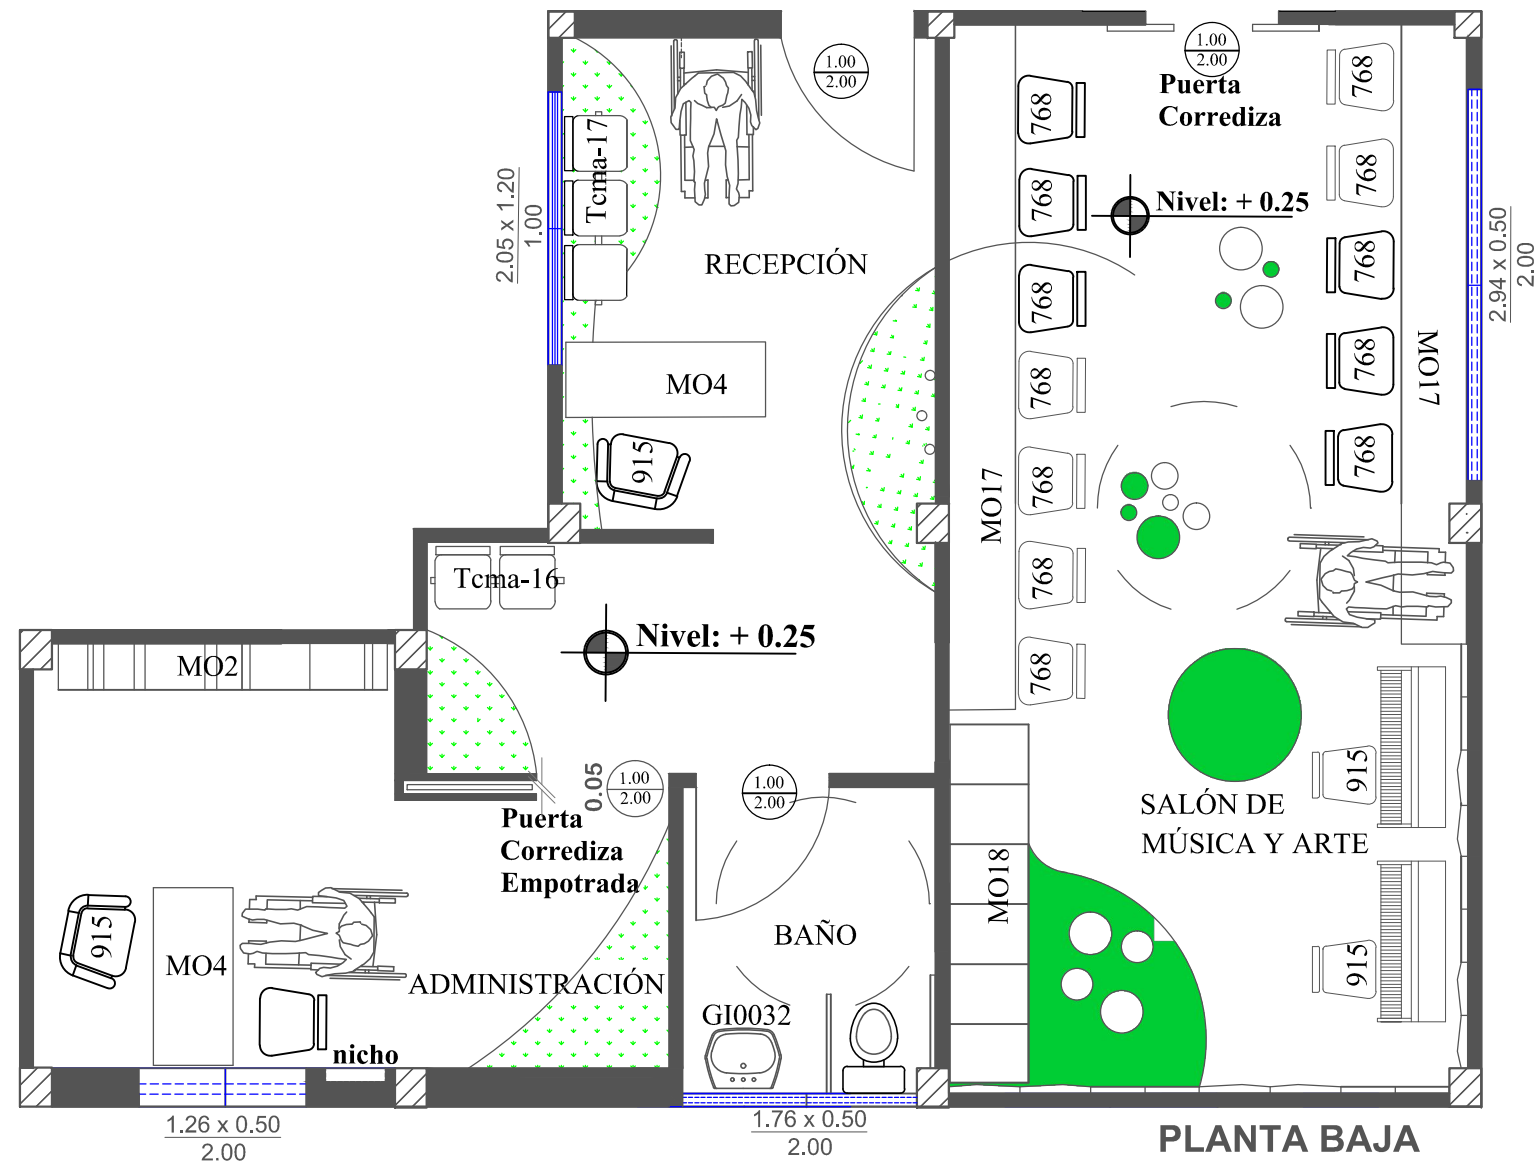 1.00
2.00
1.00
2.00
Puerta
Corrediza
768
768
768
768
768
768
768
768
768
768
768
768
Tcma-17
2.05 x 1.20
1.00
Nivel: + 0.25
2.94 x 0.50
2.00
RECEPCIÓN
MO4
915
MO17
MO17
Tcma-16
Nivel: + 0.25
MO2
0.05
1.00
2.00
1.00
2.00
Puerta
Corrediza
Empotrada
915
SALÓN DE
MÚSICA Y ARTE
MO18
915
MO4
ADMINISTRACIÓN
BAÑO
915
GI0032
nicho
1.26 x 0.50
2.00
1.76 x 0.50
2.00
PLANTA BAJA